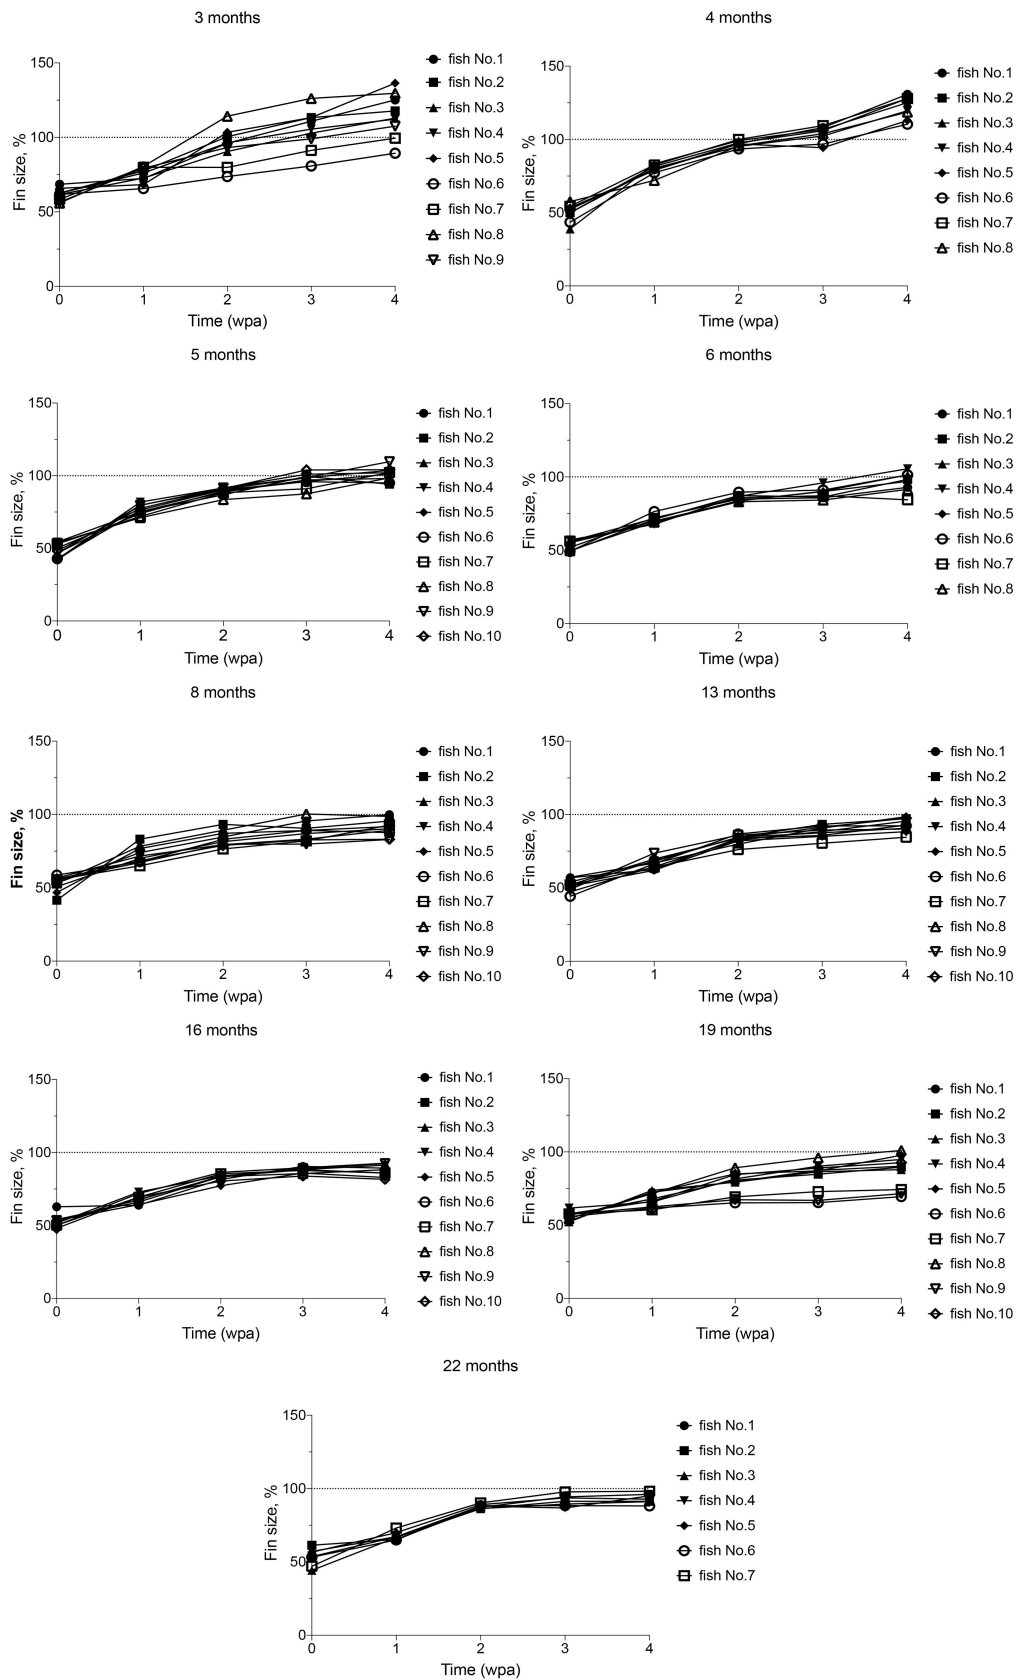 3 months
150
100
50
0
Fin size, %
0 1 2 3 4
Time (wpa)
fish No.1
fish No.2
fish No.3
fish No.4
fish No.5
fish No.6
fish No.7
fish No.8
fish No.9
4 months
150
100
50
0
Fin size, %
0 1 2 3 4
Time (wpa)
fish No.1
fish No.2
fish No.3
fish No.4
fish No.5
fish No.6
fish No.7
fish No.8
5 months
150
100
50
0
Fin size, %
0 1 2 3 4
Time (wpa)
fish No.1
fish No.2
fish No.3
fish No.4
fish No.5
fish No.6
fish No.7
fish No.8
fish No.9
fish No.10
6 months
150
100
50
0
Fin size, %
0 1 2 3 4
Time (wpa)
fish No.1
fish No.2
fish No.3
fish No.4
fish No.5
fish No.6
fish No.7
fish No.8
8 months
150
100
50
0
Fin size, %
0 1 2 3 4
Time (wpa)
fish No.1
fish No.2
fish No.3
fish No.4
fish No.5
fish No.6
fish No.7
fish No.8
fish No.9
fish No.10
13 months
150
100
50
0
Fin size, %
0 1 2 3 4
Time (wpa)
fish No.1
fish No.2
fish No.3
fish No.4
fish No.5
fish No.6
fish No.7
fish No.8
fish No.9
fish No.10
16 months
150
100
50
0
Fin size, %
0 1 2 3 4
Time (wpa)
fish No.1
fish No.2
fish No.3
fish No.4
fish No.5
fish No.6
fish No.7
fish No.8
fish No.9
fish No.10
19 months
150
100
50
0
Fin size, %
0 1 2 3 4
Time (wpa)
fish No.1
fish No.2
fish No.3
fish No.4
fish No.5
fish No.6
fish No.7
fish No.8
fish No.9
fish No.10
22 months
150
100
50
0
Fin size, %
0 1 2 3 4
Time (wpa)
fish No.1
fish No.2
fish No.3
fish No.4
fish No.5
fish No.6
fish No.7